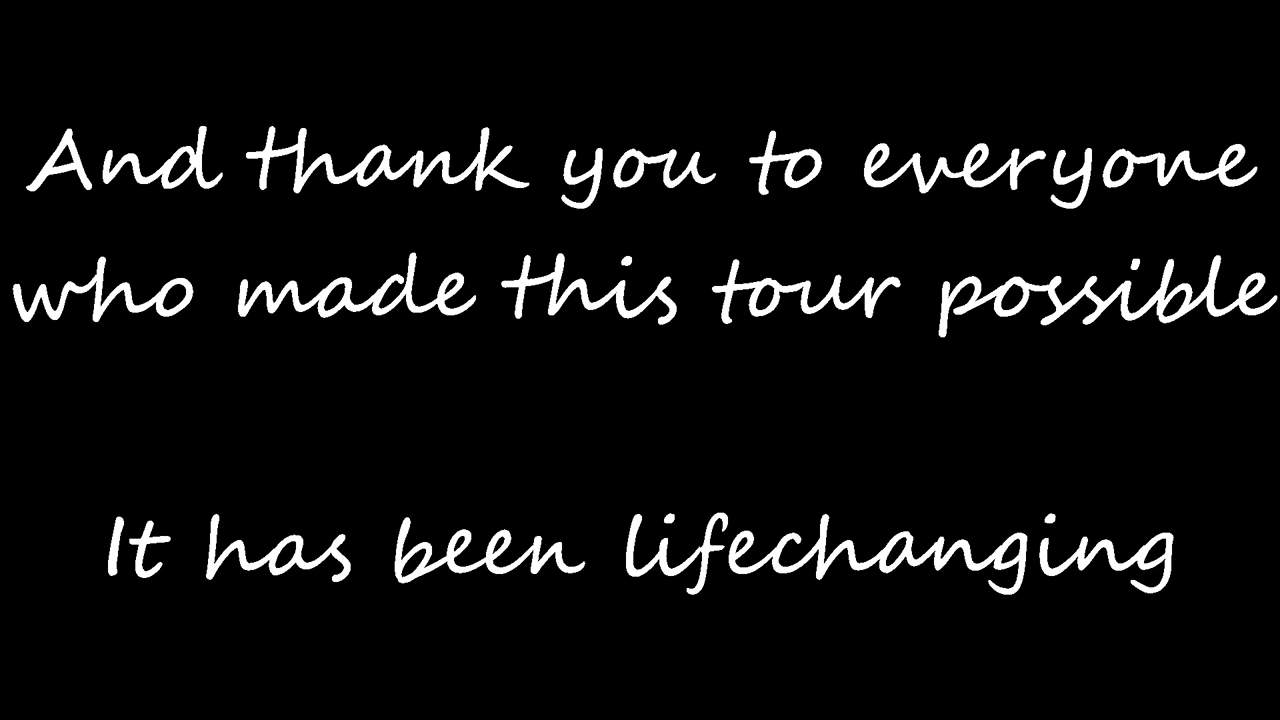 And thank you to everyone
who made this tour possible
It has been lifechanging